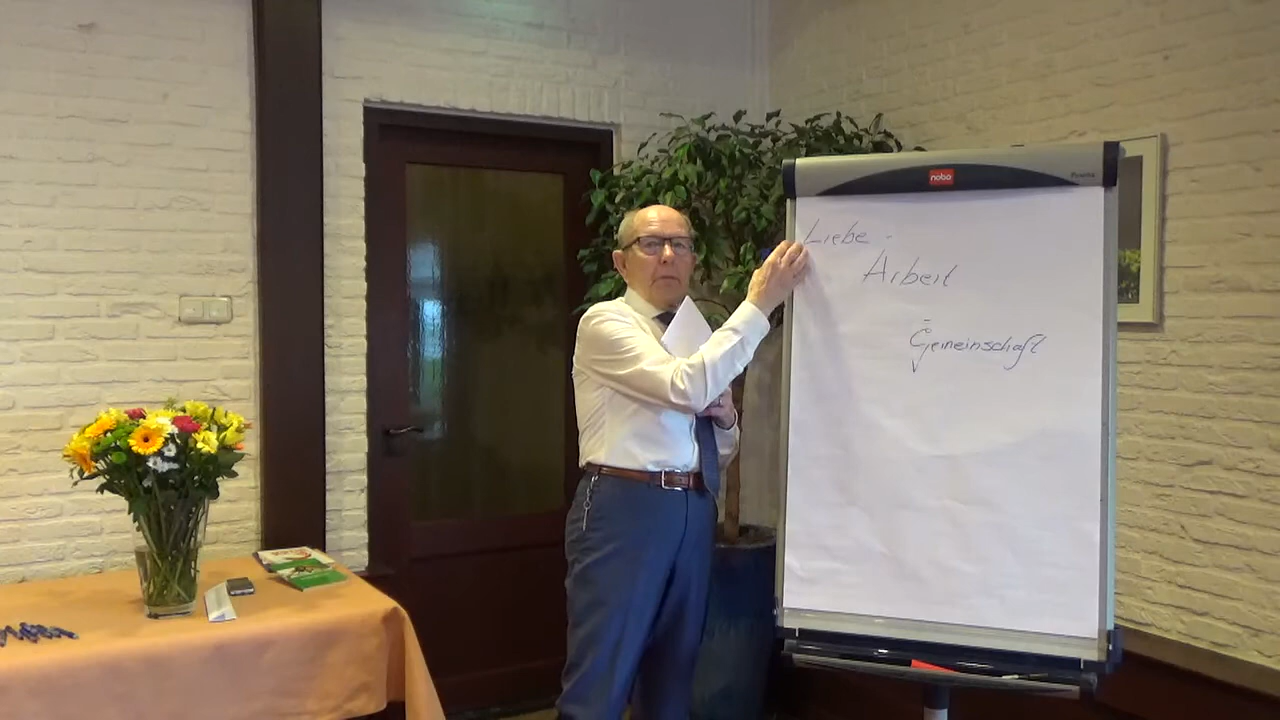 nobo
Liebe -
Arbeit
- Gemeinschaft